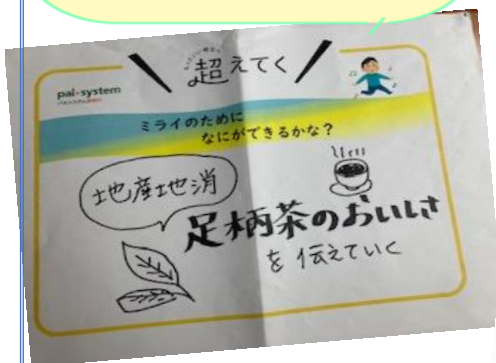 超えてく
pal*system
ミライのために
なにができるかな？
地産地消
足柄茶のおいしさ
を伝えていく